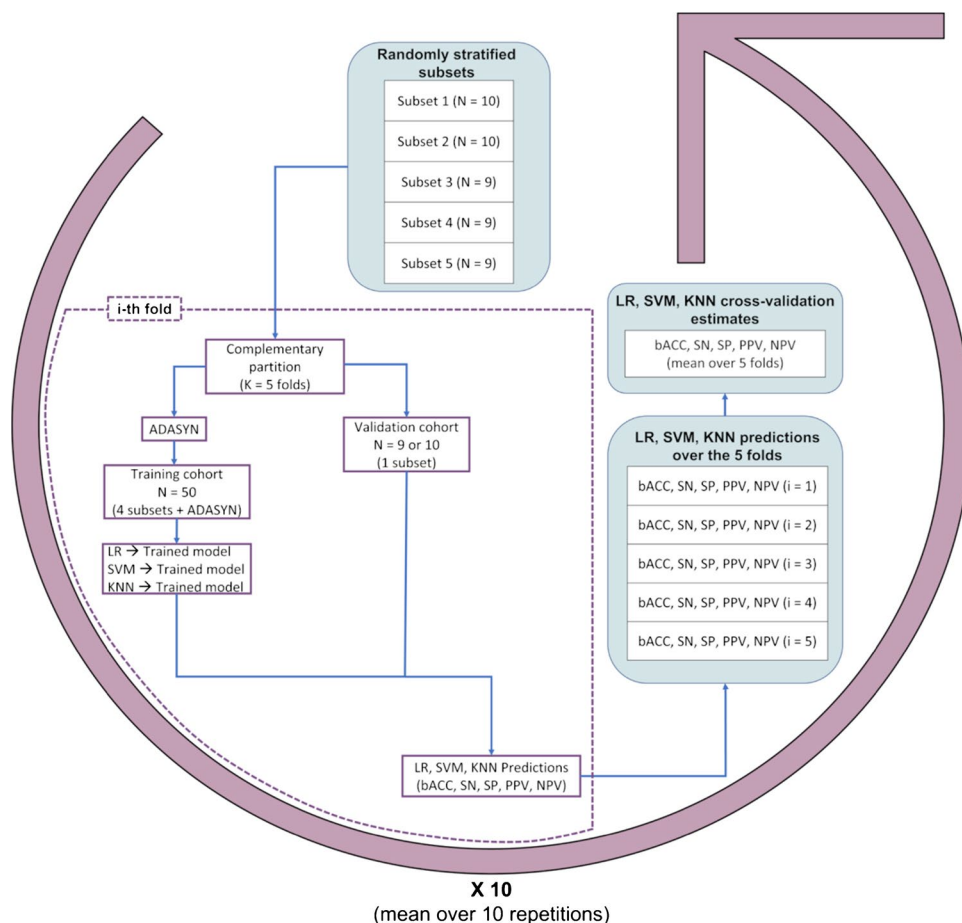 Randomly stratified
subsets
Subset 1 (N = 10)
Subset 2 (N = 10)
Subset 3 (N = 9)
Subset 4 (N = 9)
Subset 5 (N = 9)
i-th fold
Complementary
partition
(K = 5 folds)
ADASYN
Training cohort
N = 50
(4 subsets + ADASYN)
LR → Trained model
SVM → Trained model
KNN → Trained model
Validation cohort
N = 9 or 10
(1 subset)
LR, SVM, KNN Predictions
(bACC, SN, SP, PPV, NPV)
LR, SVM, KNN predictions
over the 5 folds
bACC, SN, SP, PPV, NPV (i = 1)
bACC, SN, SP, PPV, NPV (i = 2)
bACC, SN, SP, PPV, NPV (i = 3)
bACC, SN, SP, PPV, NPV (i = 4)
bACC, SN, SP, PPV, NPV (i = 5)
LR, SVM, KNN cross-validation
estimates
bACC, SN, SP, PPV, NPV
(mean over 5 folds)
X 10
(mean over 10 repetitions)